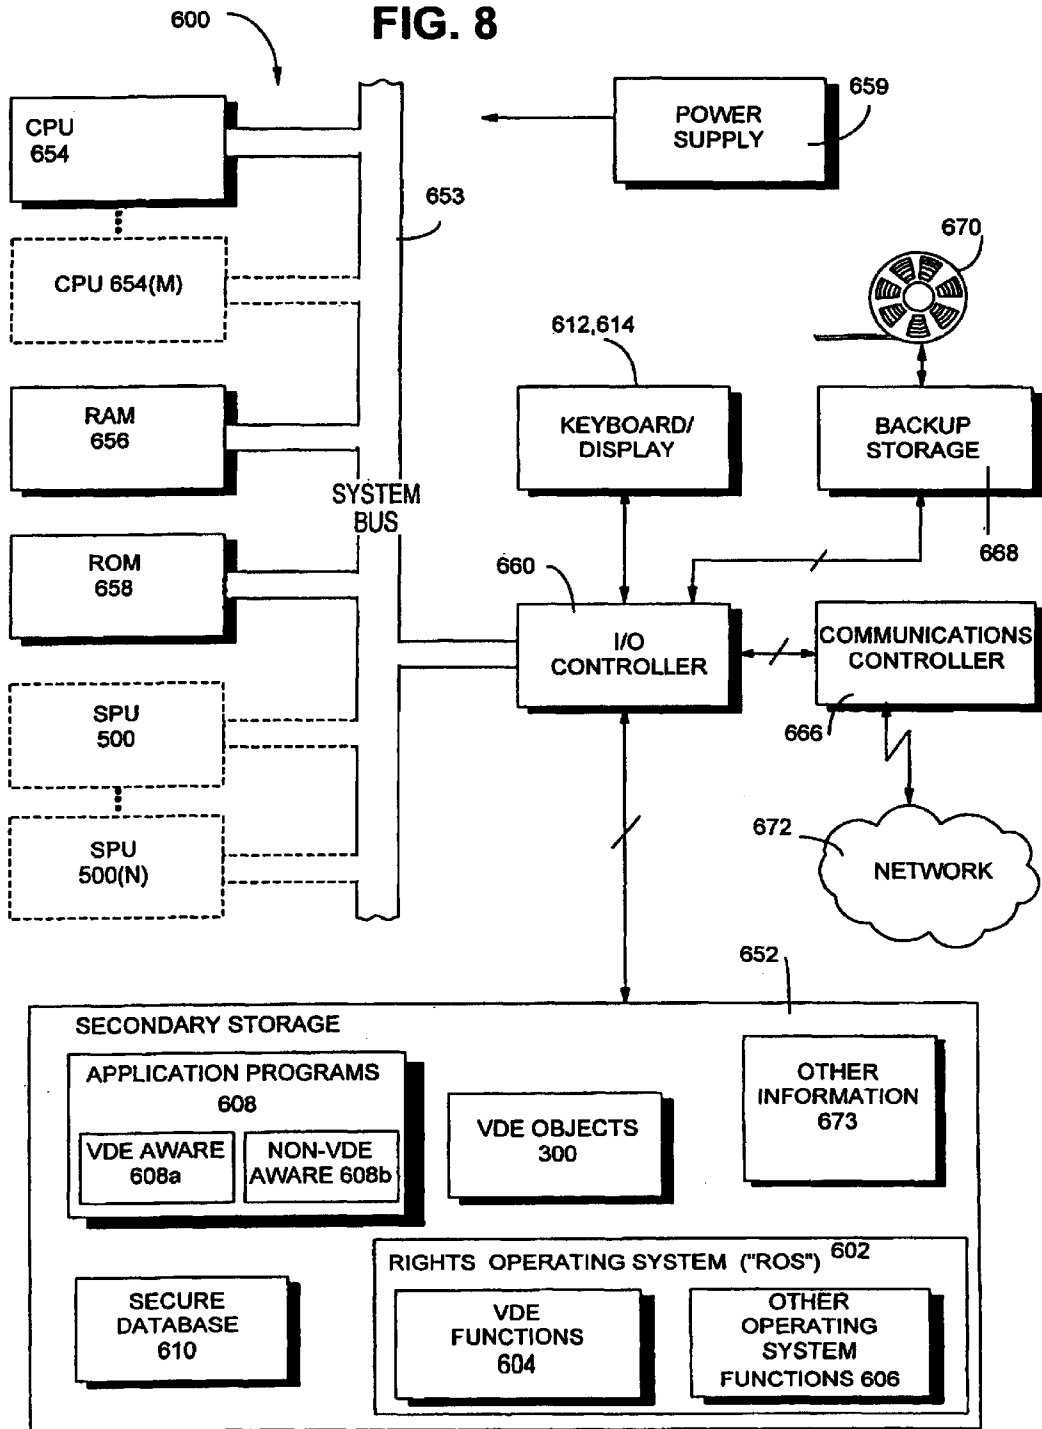 FIG. 8
600
CPU
654
POWER
SUPPLY
659
653
CPU 654(M)
670
612,614
RAM
656
KEYBOARD/
DISPLAY
BACKUP
STORAGE
SYSTEM
BUS
668
ROM
658
660
I/O
CONTROLLER
COMMUNICATIONS
CONTROLLER
666
SPU
500
672
NETWORK
SPU
500(N)
652
SECONDARY STORAGE
APPLICATION PROGRAMS
608
VDE AWARE
608a
NON-VDE
AWARE 608b
VDE OBJECTS
300
OTHER
INFORMATION
673
SECURE
DATABASE
610
RIGHTS OPERATING SYSTEM ("ROS") 602
VDE
FUNCTIONS
604
OTHER
OPERATING
SYSTEM
FUNCTIONS 606